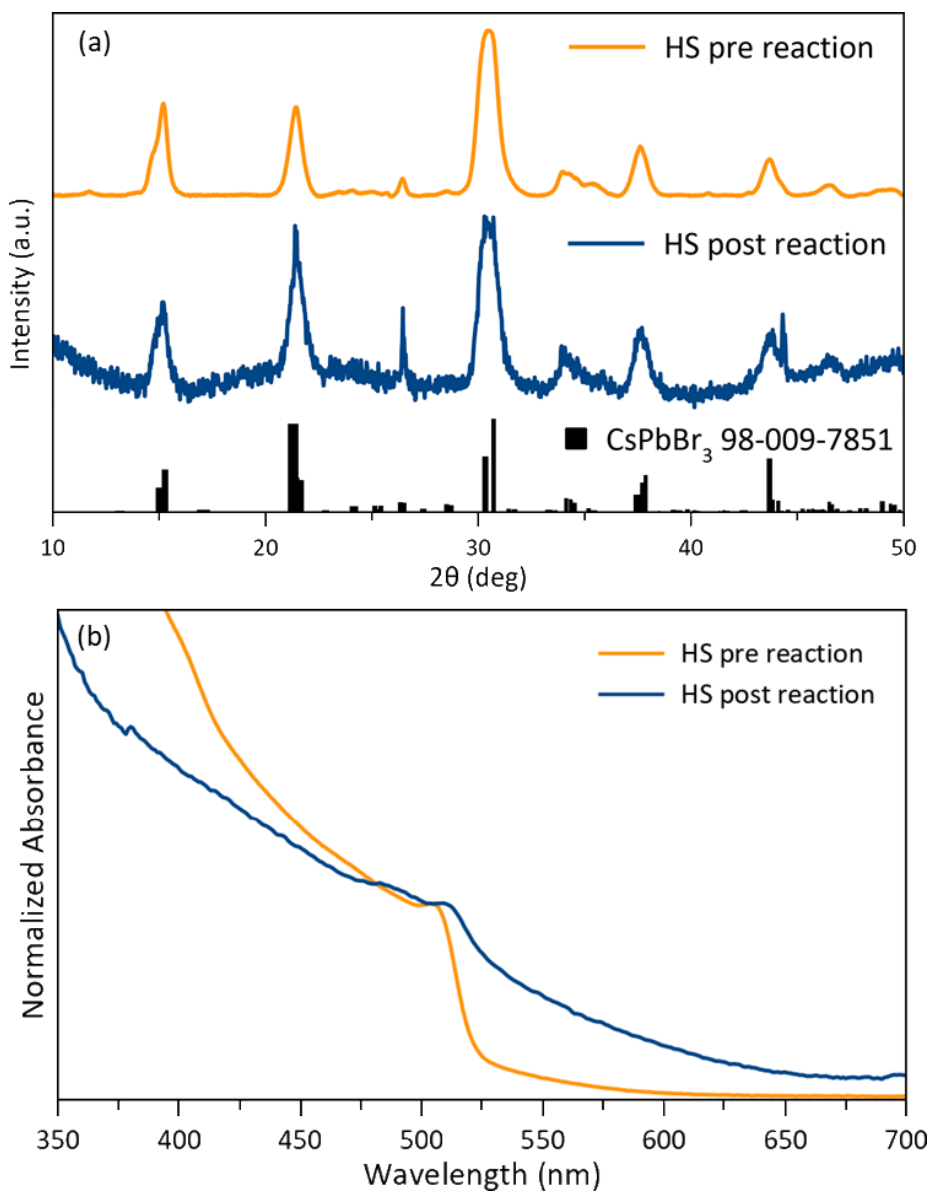 (a)
HS pre reaction
HS post reaction
CsPbBr₃ 98-009-7851
Intensity (a.u.)
10 20 30 40 50
2θ (deg)
(b)
HS pre reaction
HS post reaction
Normalized Absorbance
350 400 450 500 550 600 650 700
Wavelength (nm)